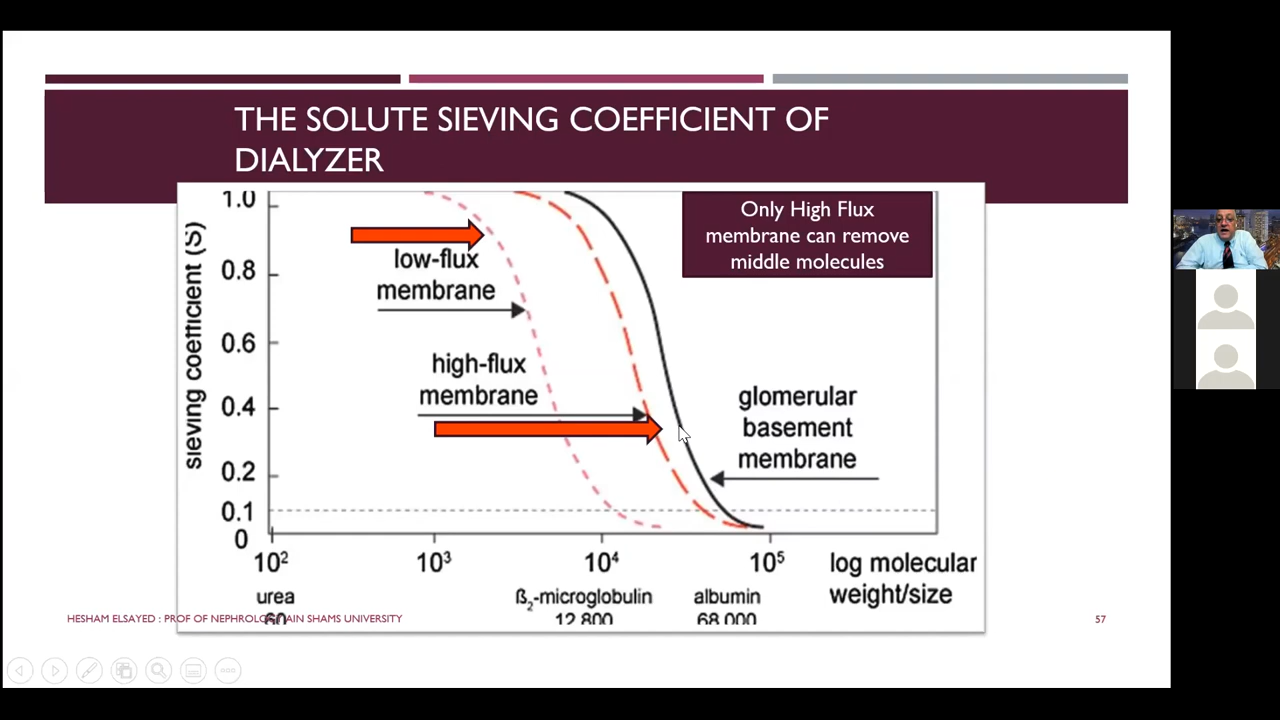 THE SOLUTE SIEVING COEFFICIENT OF
DIALYZER
Only High Flux
membrane can remove
middle molecules
sieving coefficient (S)
1.0
0.8
0.6
0.4
0.2
0.1
0
low-flux
membrane
high-flux
membrane
glomerular
basement
membrane
10² 10³ 10⁴ 10⁵
log molecular
weight/size
urea
60
ß₂-microglobulin
12.800
albumin
68.000
HESHAM ELSAYED : PROF OF NEPHROLOGY AIN SHAMS UNIVERSITY
57